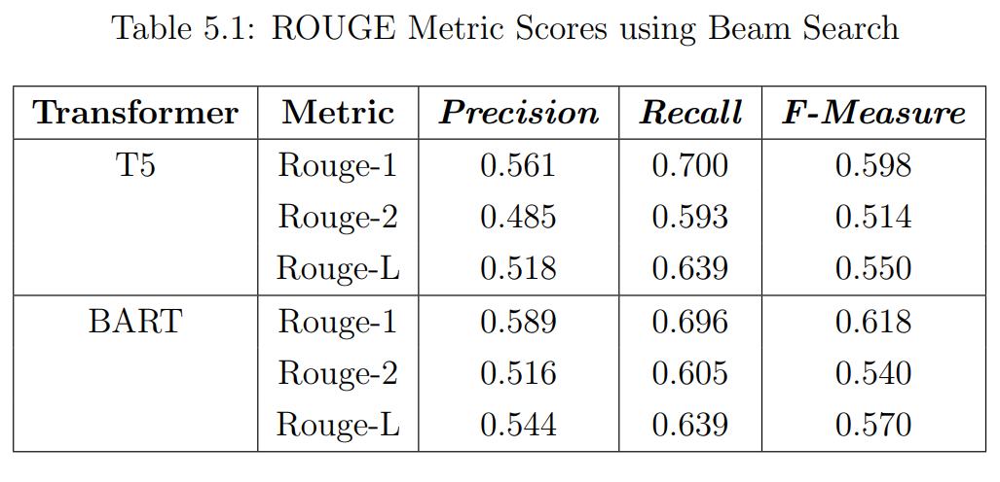 Table 5.1: ROUGE Metric Scores using Beam Search
Transformer Metric Precision Recall F-Measure
T5 Rouge-1 0.561 0.700 0.598
Rouge-2 0.485 0.593 0.514
Rouge-L 0.518 0.639 0.550
BART Rouge-1 0.589 0.696 0.618
Rouge-2 0.516 0.605 0.540
Rouge-L 0.544 0.639 0.570